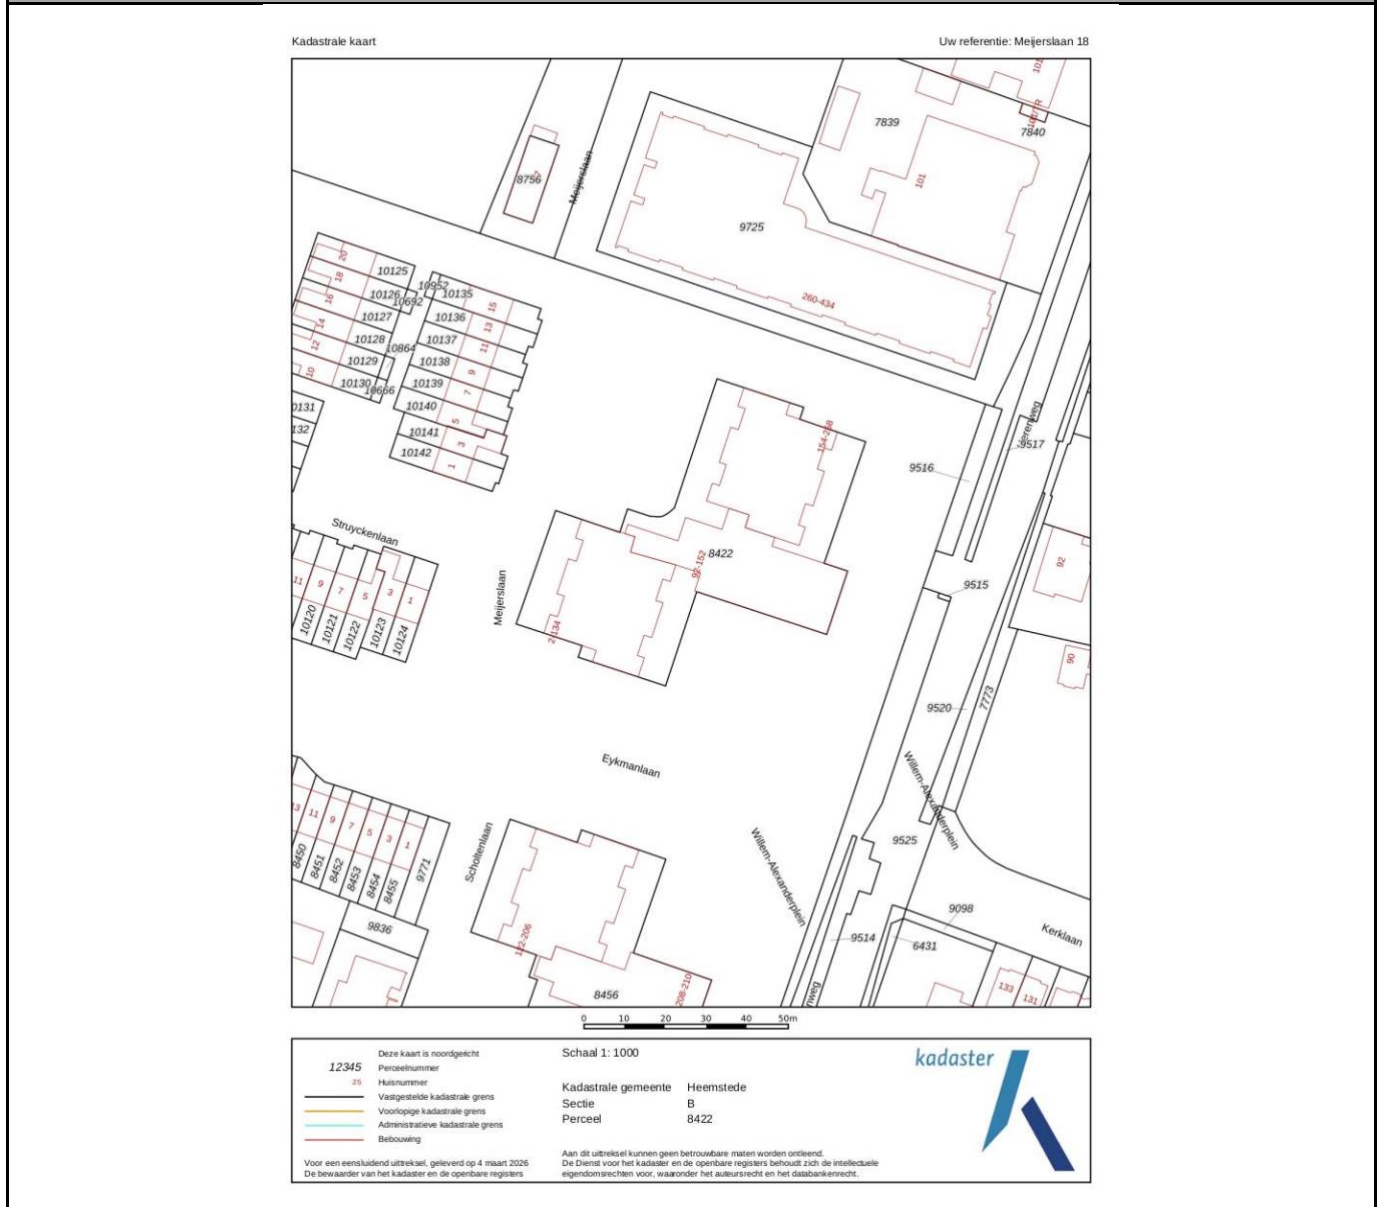 Kadastrale kaart
Uw referentie: Meijerslaan 18
101
7839
7840
8756
Meijerslaan
101
9725
260-434
20
18
16
14
12
10
10125
10126
10692
10127
10128
10864
10129
10130
10666
0131
132
10952
10135
10136
10137
10138
10139
10140
10141
10142
15
13
11
9
7
5
3
1
154-258
9516
9517
Struyckenlaan
11
9
7
5
3
1
10120
10121
10122
10123
10124
Meijerslaan
8422
92-152
2-134
9515
92
90
9520
7773
Eykmanlaan
Willem-Alexanderplein
Willem-Alexanderplein
9525
13
11
9
7
5
3
1
8450
8451
8452
8453
8454
8455
9771
9836
Scholtenlaan
208-210
8456
9514
9098
6431
Kerklaan
133
131
nweg
0 10 20 30 40 50m
Deze kaart is noordgericht
12345 Perceelnummer
25 Huisnummer
Vastgestelde kadastrale grens
Voorlopige kadastrale grens
Administratieve kadastrale grens
Bebouwing
Voor een eensluidend uittreksel, geleverd op 4 maart 2026
De bewaarder van het kadaster en de openbare registers
Schaal 1: 1000
Kadastrale gemeente Heemstede
Sectie B
Perceel 8422
Aan dit uittreksel kunnen geen betrouwbare maten worden ontleend.
De Dienst voor het kadaster en de openbare registers behoudt zich de intellectuele
eigendomsrechten voor, waaronder het auteursrecht en het databankenrecht.
kadaster